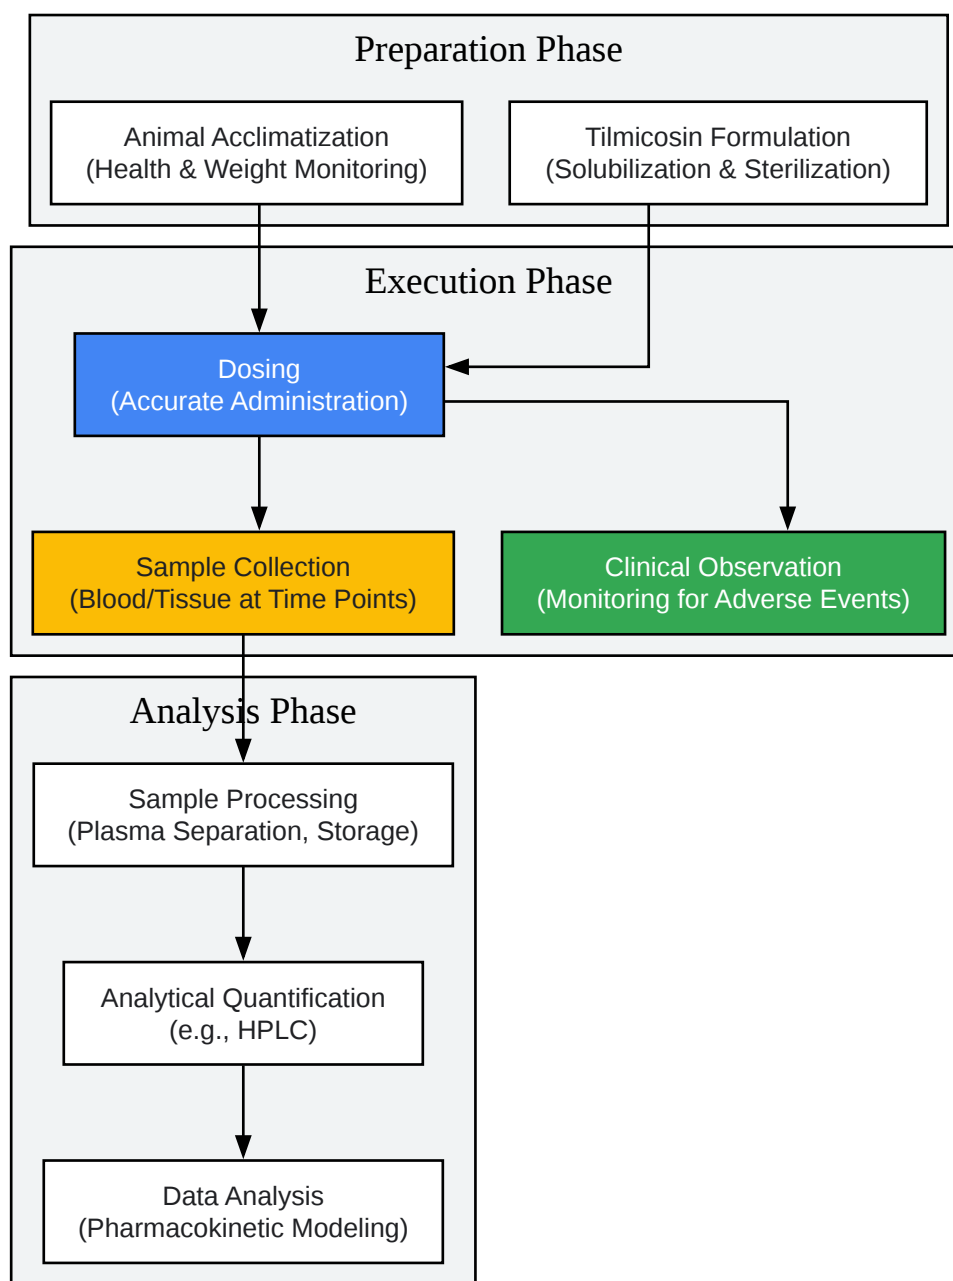 Preparation Phase
Animal Acclimatization
(Health & Weight Monitoring)
Tilmicosin Formulation
(Solubilization & Sterilization)
Execution Phase
Dosing
(Accurate Administration)
Sample Collection
(Blood/Tissue at Time Points)
Clinical Observation
(Monitoring for Adverse Events)
Analysis Phase
Sample Processing
(Plasma Separation, Storage)
Analytical Quantification
(e.g., HPLC)
Data Analysis
(Pharmacokinetic Modeling)